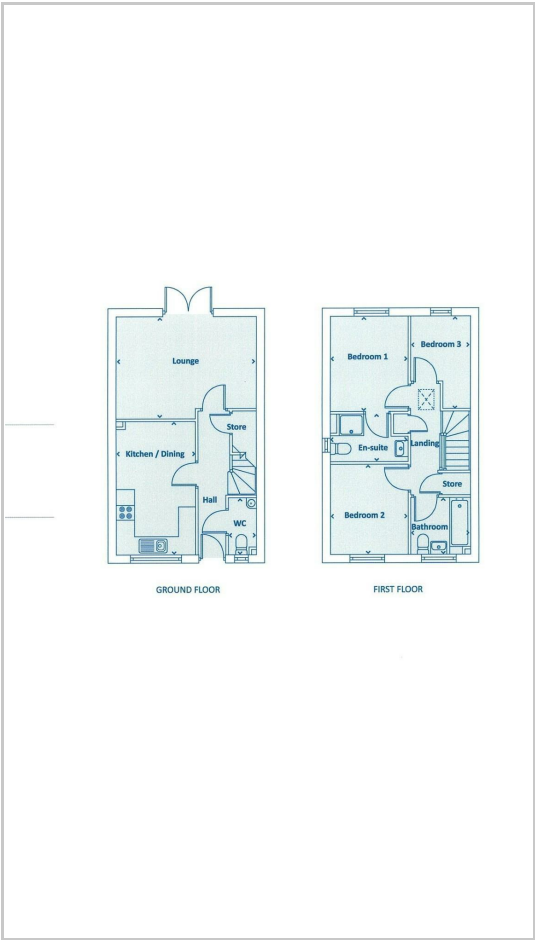 Lounge
Store
Kitchen / Dining
Hall
WC
GROUND FLOOR
Bedroom 1
Bedroom 3
Landing
En-suite
Store
Bedroom 2
Bathroom
FIRST FLOOR